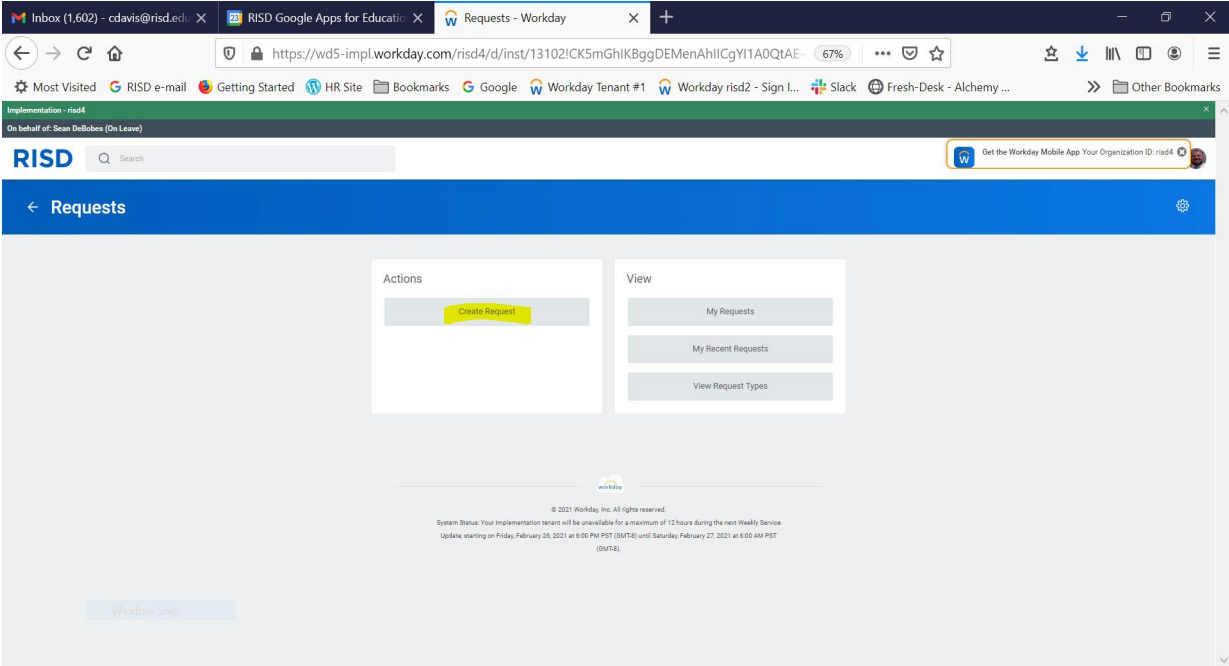 Inbox (1,602) - cdavis@risd.edu
RISD Google Apps for Educatio
Requests - Workday
https://wd5-impl.workday.com/risd4/d/inst/13102!CK5mGhIKBggDEMenAhIICgYI1A0QtAE~
67%
Most Visited
RISD e-mail
Getting Started
HR Site
Bookmarks
Google
Workday Tenant #1
Workday risd2 - Sign I...
Slack
Fresh-Desk - Alchemy ...
Other Bookmarks
Implementation - risd4
On behalf of: Sean DeBobes (On Leave)
RISD
Search
Get the Workday Mobile App Your Organization ID: risd4
Requests
Actions
View
Create Request
My Requests
My Recent Requests
View Request Types
workday
© 2021 Workday, Inc. All rights reserved.
System Status: Your Implementation tenant will be unavailable for a maximum of 12 hours during the next Weekly Service
Update; starting on Friday, February 26, 2021 at 6:00 PM PST (GMT-8) until Saturday, February 27, 2021 at 6:00 AM PST
(GMT-8).
Window Snip